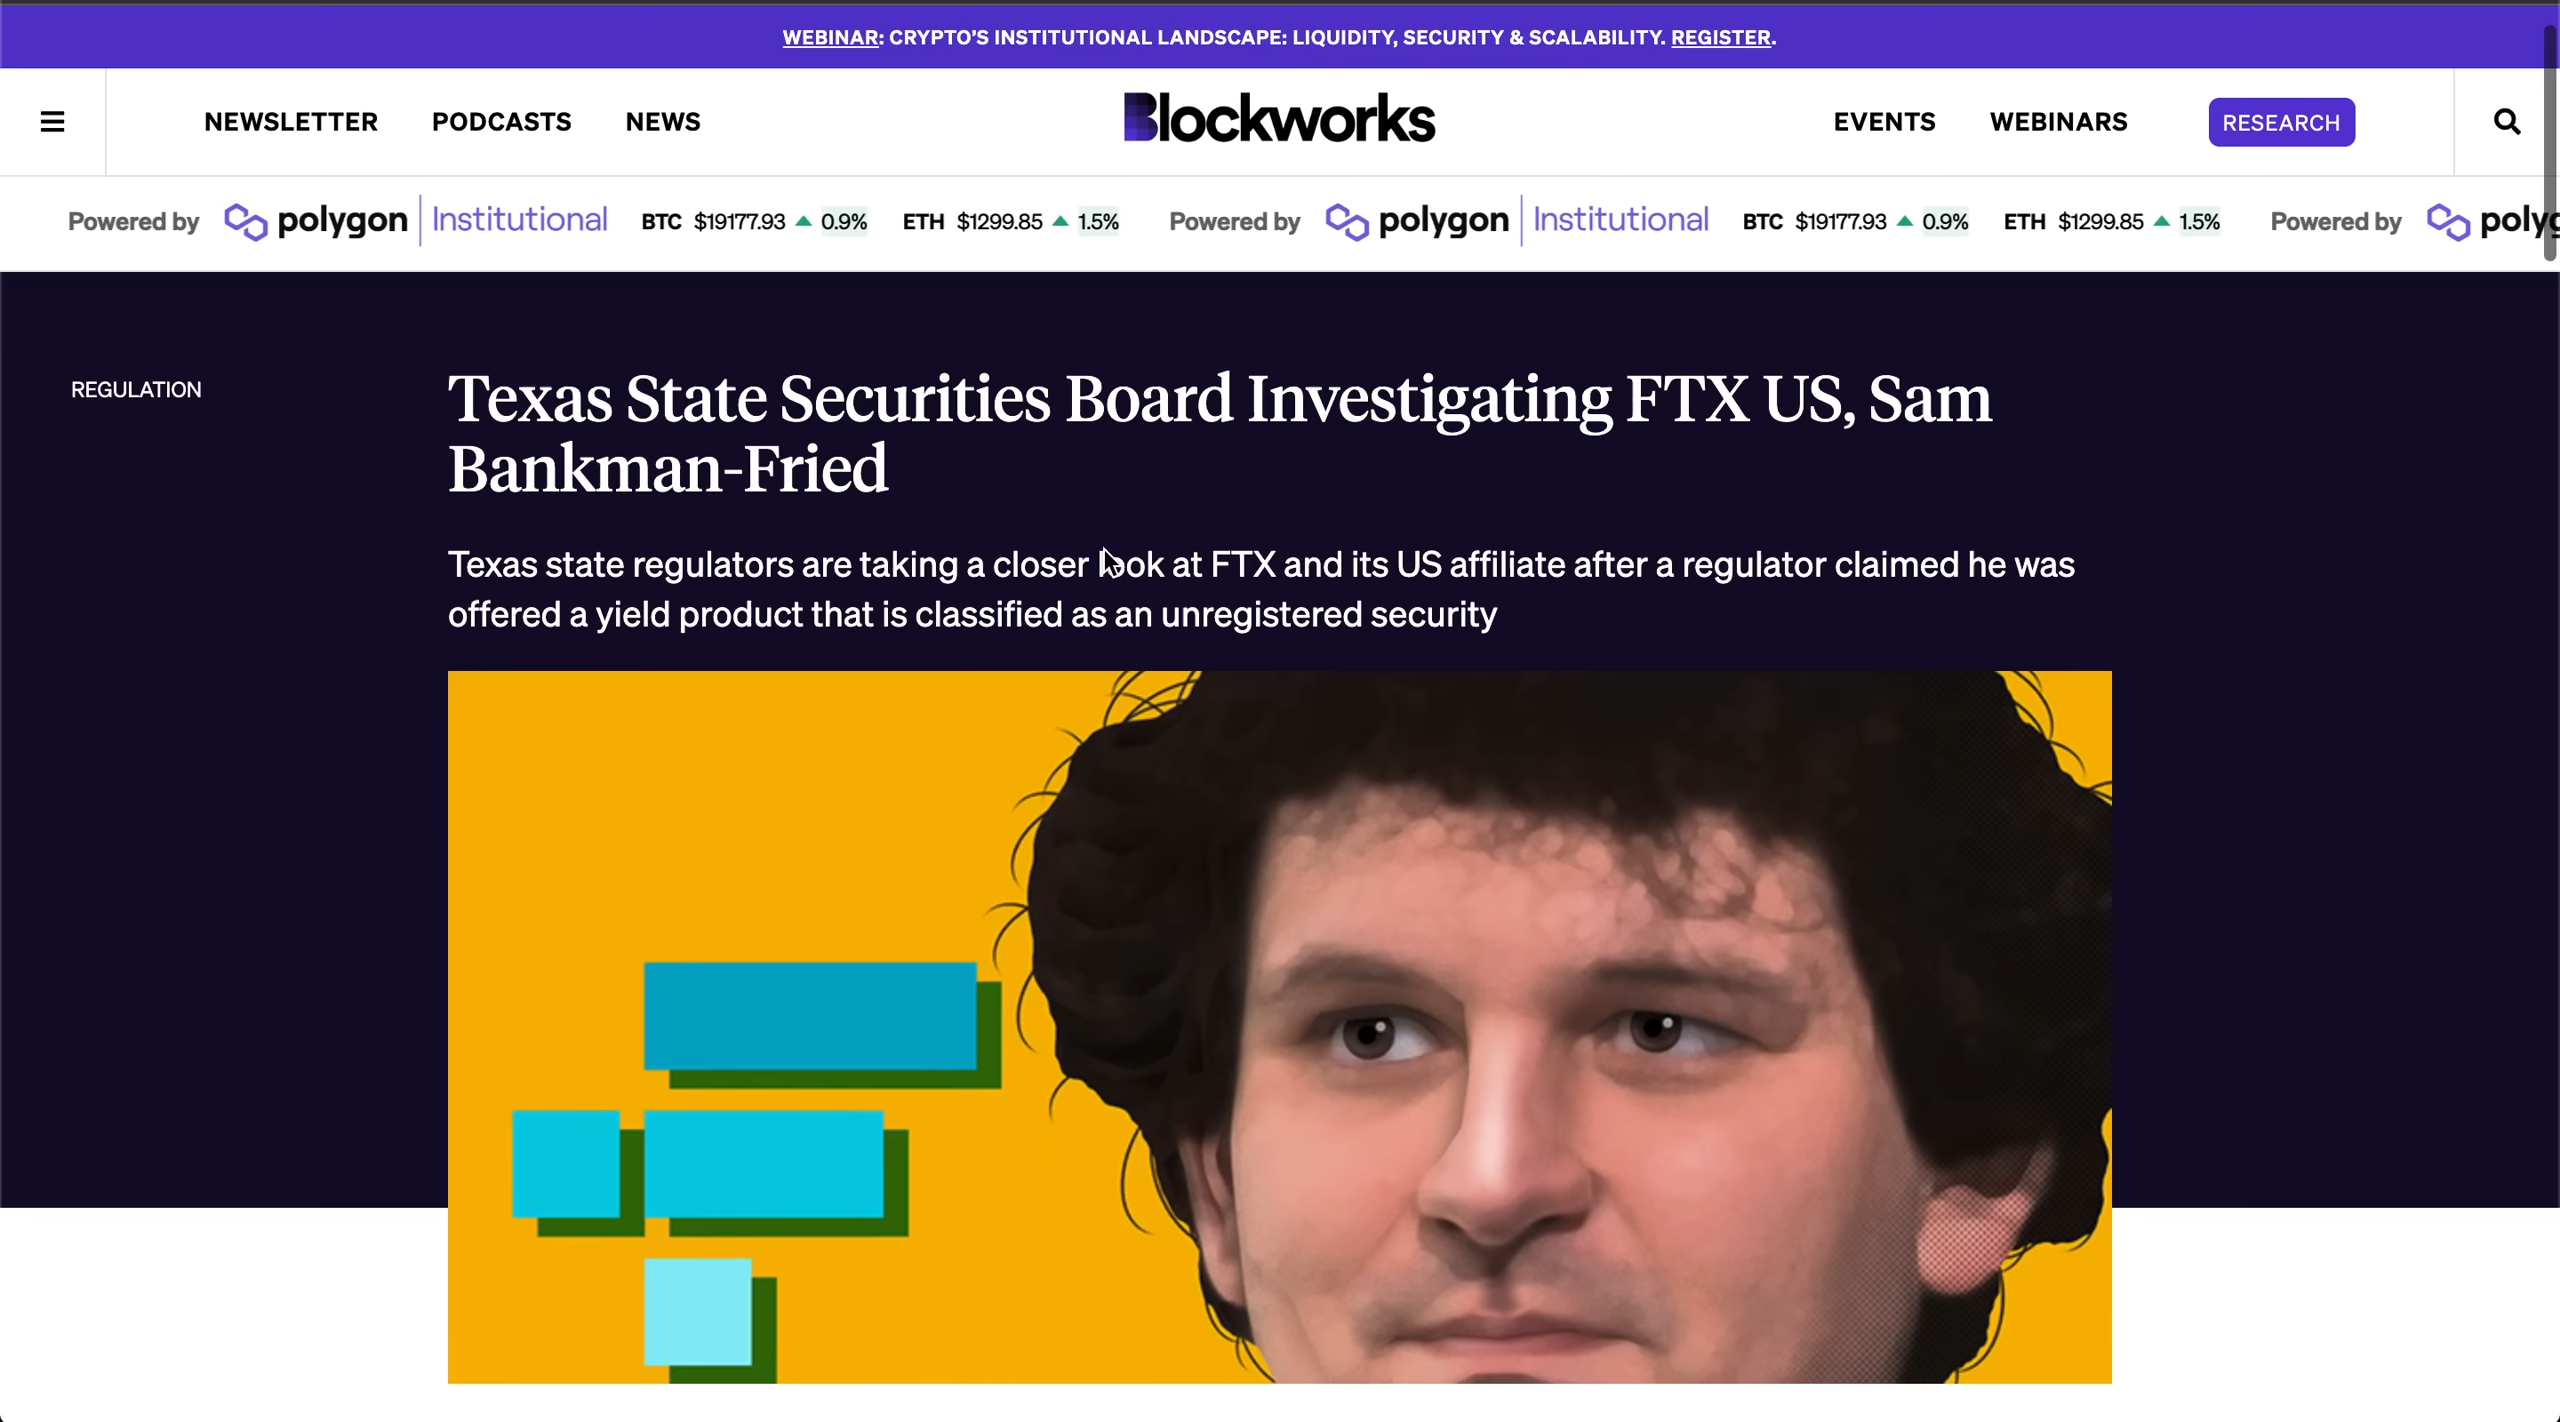 WEBINAR: CRYPTO’S INSTITUTIONAL LANDSCAPE: LIQUIDITY, SECURITY & SCALABILITY. REGISTER.
NEWSLETTER PODCASTS NEWS Blockworks EVENTS WEBINARS RESEARCH
Powered by polygon Institutional BTC $19177.93 0.9% ETH $1299.85 1.5% Powered by polygon Institutional BTC $19177.93 0.9% ETH $1299.85 1.5% Powered by polyg
REGULATION
Texas State Securities Board Investigating FTX US, Sam
Bankman-Fried
Texas state regulators are taking a closer look at FTX and its US affiliate after a regulator claimed he was
offered a yield product that is classified as an unregistered security